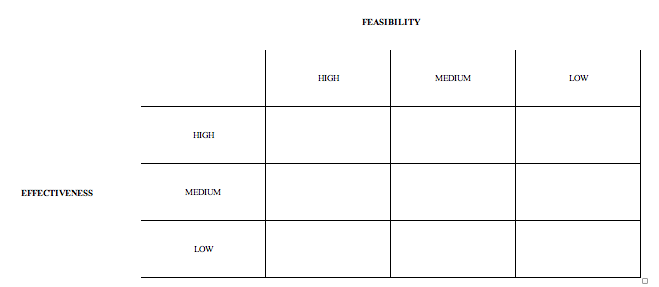 FEASIBILITY
HIGH MEDIUM LOW
HIGH
EFFECTIVENESS MEDIUM
LOW